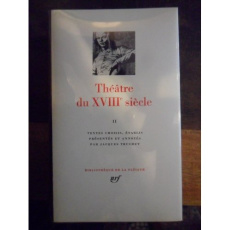 Théâtre
du XVIIIᵉ siècle
II
TEXTES CHOISIS, ÉTABLIS
PRÉSENTÉS ET ANNOTÉS
PAR JACQUES TRUCHET
BIBLIOTHÈQUE DE LA PLÉIADE
nrf